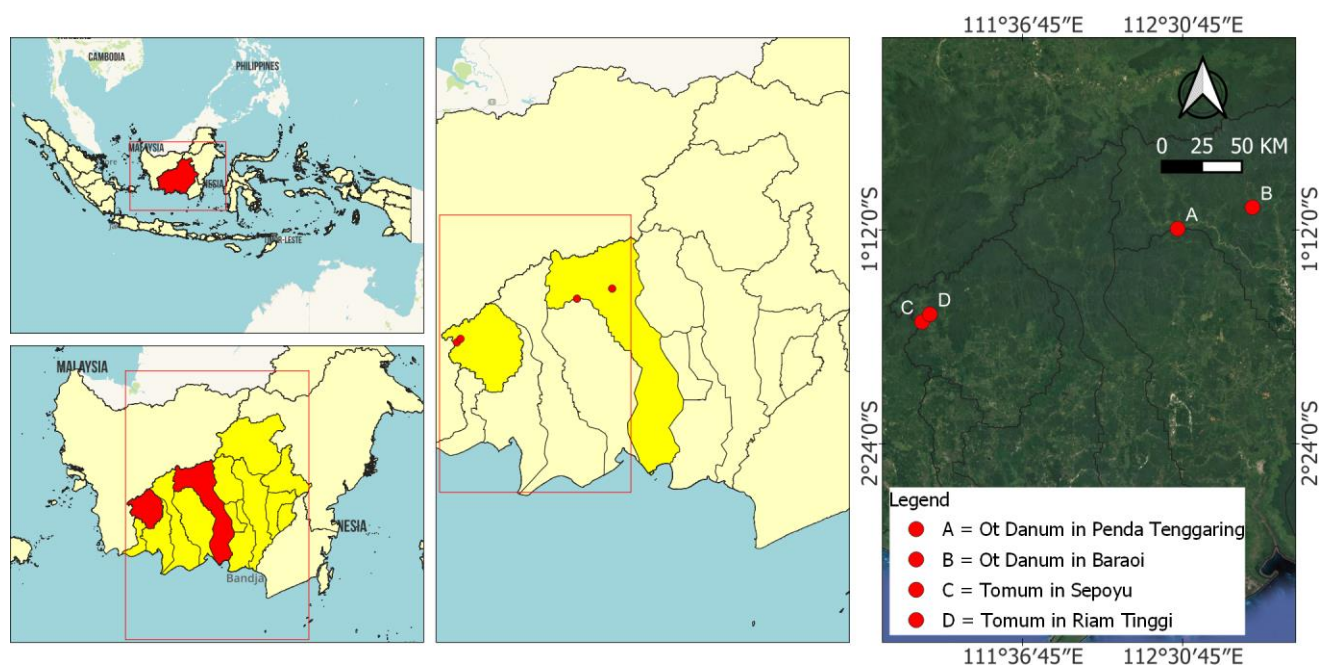 CAMBODIA
PHILIPPINES
MALAYSIA
NESIA
MALAYSIA
NESIA
Bandja
111°36′45″E 112°30′45″E
0 25 50 KM
B
A
1°12′0″S 1°12′0″S
D
C
2°24′0″S 2°24′0″S
Legend
A = Ot Danum in Penda Tenggaring
B = Ot Danum in Baraoi
C = Tomum in Sepoyu
D = Tomum in Riam Tinggi
111°36′45″E 112°30′45″E